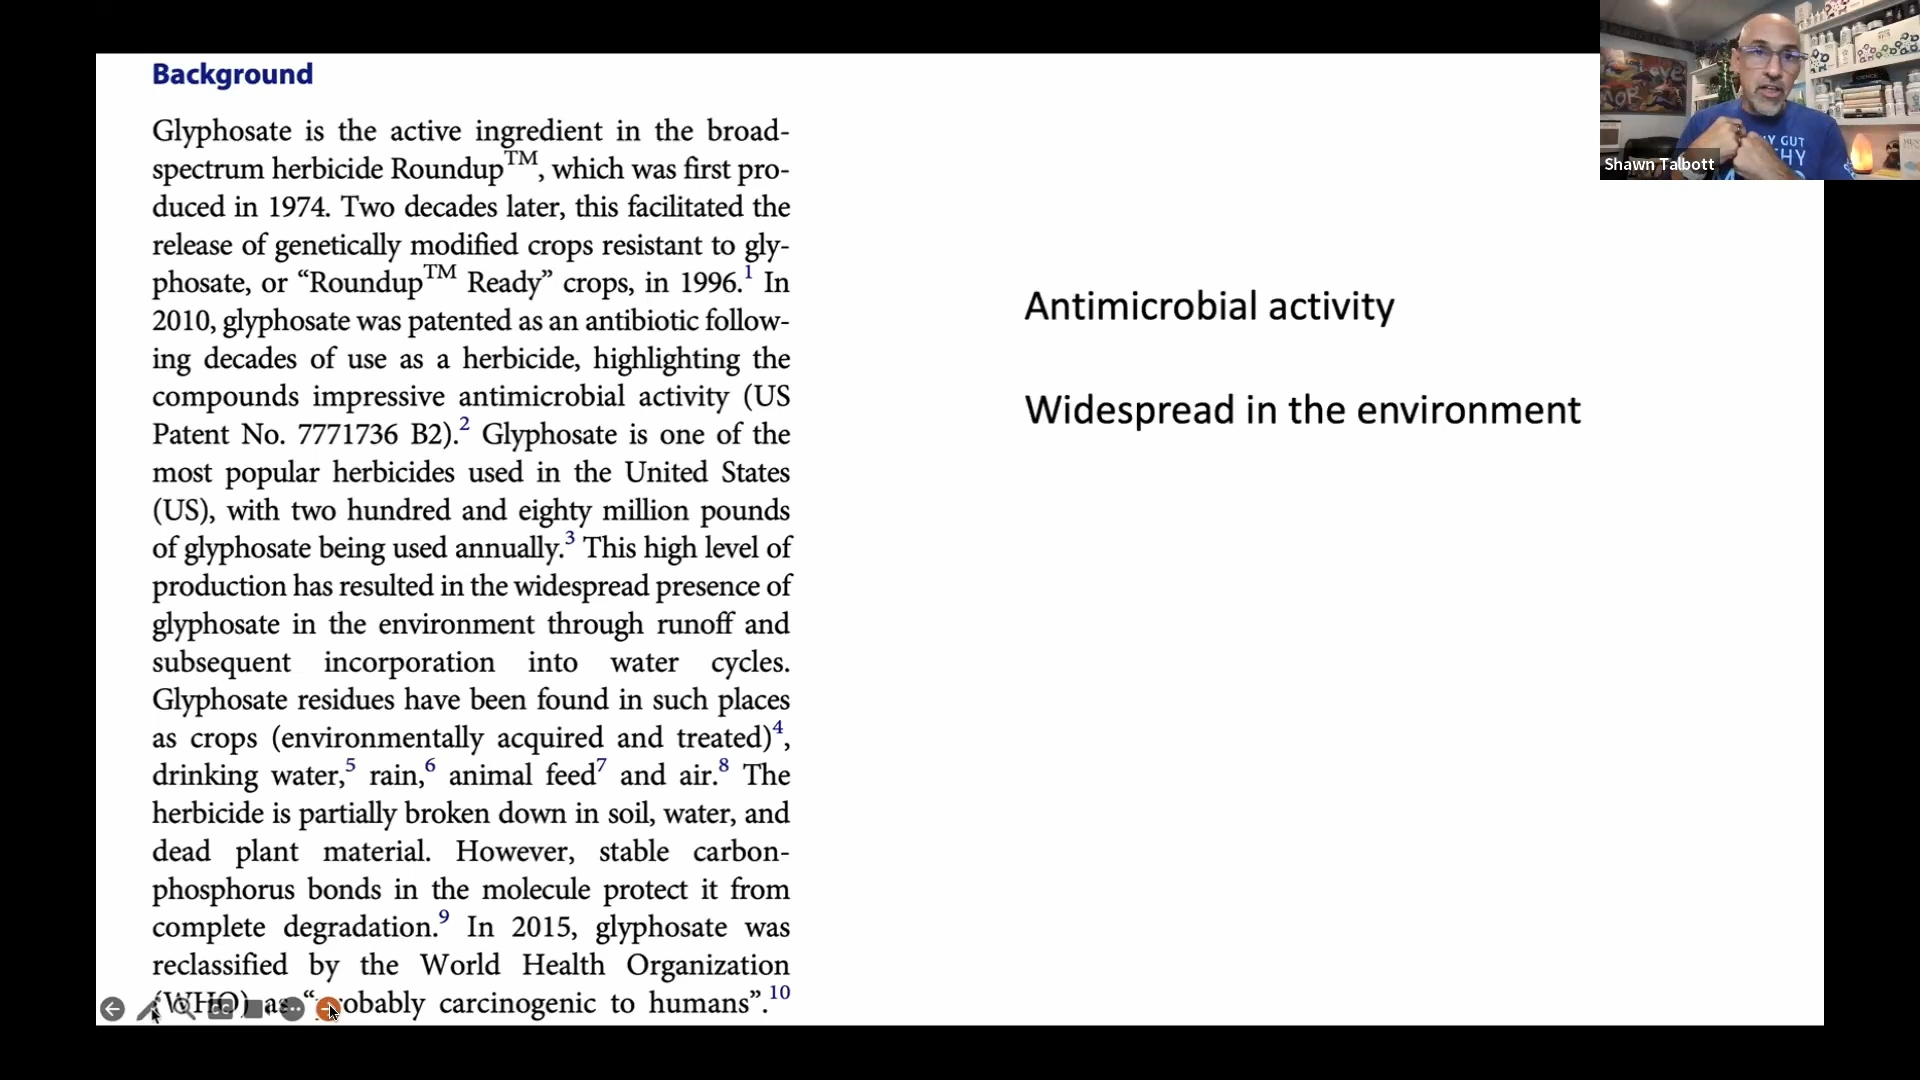 Background
Glyphosate is the active ingredient in the broad-
spectrum herbicide Roundup™, which was first pro-
duced in 1974. Two decades later, this facilitated the
release of genetically modified crops resistant to gly-
phosate, or “Roundup™ Ready” crops, in 1996.1 In
2010, glyphosate was patented as an antibiotic follow-
ing decades of use as a herbicide, highlighting the
compounds impressive antimicrobial activity (US
Patent No. 7771736 B2).2 Glyphosate is one of the
most popular herbicides used in the United States
(US), with two hundred and eighty million pounds
of glyphosate being used annually.3 This high level of
production has resulted in the widespread presence of
glyphosate in the environment through runoff and
subsequent incorporation into water cycles.
Glyphosate residues have been found in such places
as crops (environmentally acquired and treated)4,
drinking water,5 rain,6 animal feed7 and air.8 The
herbicide is partially broken down in soil, water, and
dead plant material. However, stable carbon-
phosphorus bonds in the molecule protect it from
complete degradation.9 In 2015, glyphosate was
reclassified by the World Health Organization
(WHO) as “probably carcinogenic to humans”.10
Antimicrobial activity
Widespread in the environment
Shawn Talbott